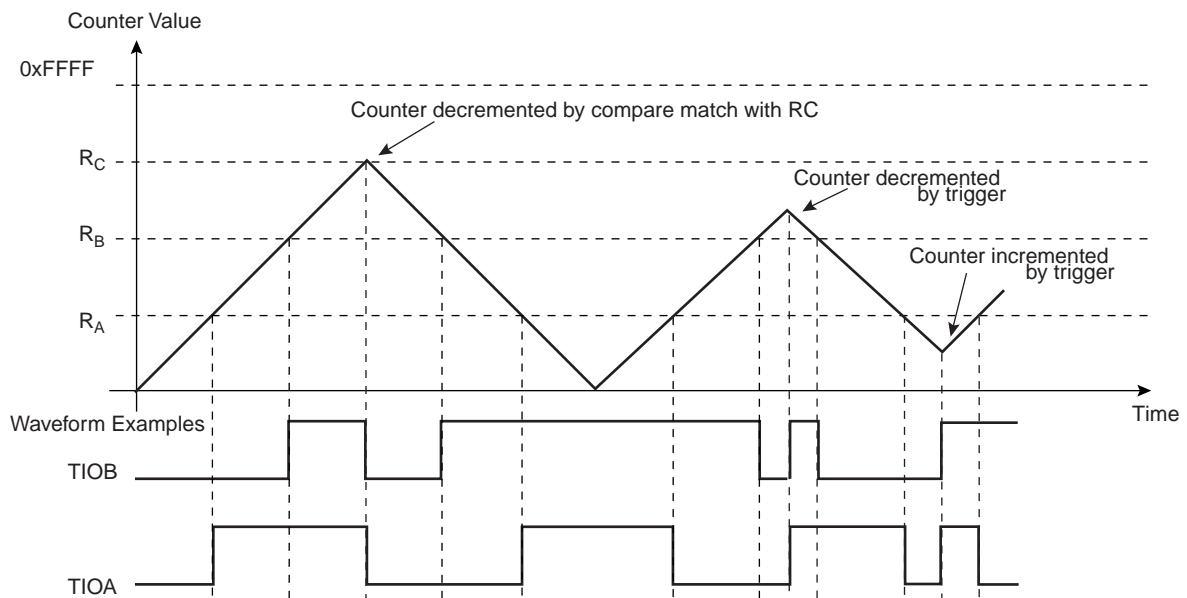 Counter Value
0xFFFF
Counter decremented by compare match with RC
RC
Counter decremented
by trigger
RB
Counter incremented
by trigger
RA
Time
Waveform Examples
TIOB
TIOA